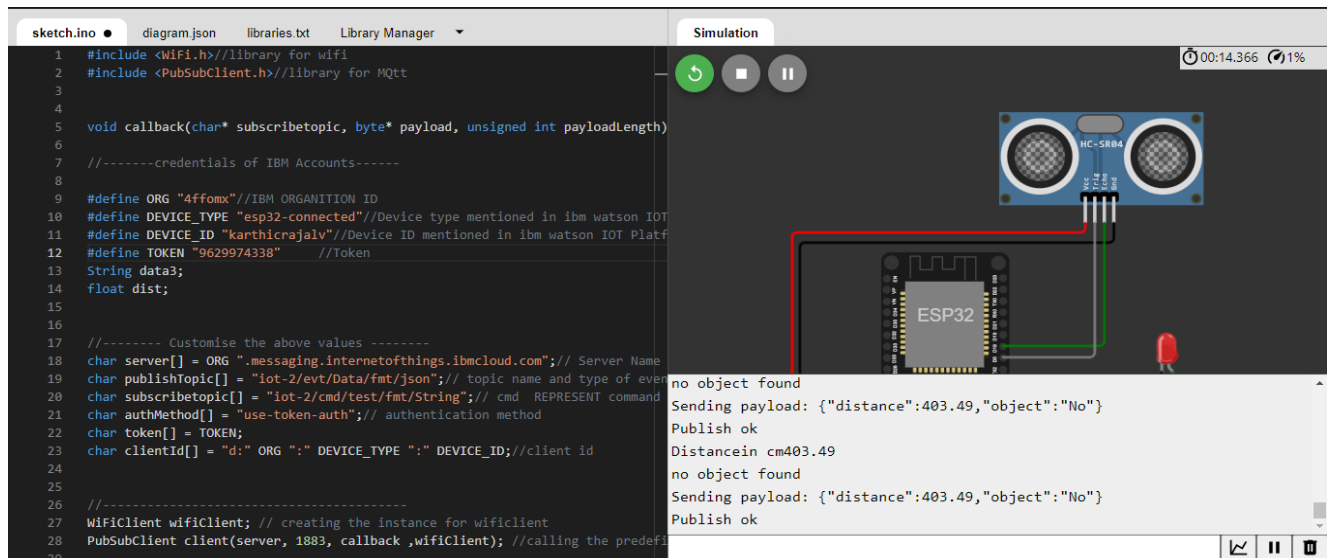 sketch.ino ● diagram.json libraries.txt Library Manager
1 #include <WiFi.h>//library for wifi
2 #include <PubSubClient.h>//library for MQtt
3
4
5 void callback(char* subscribetopic, byte* payload, unsigned int payloadLength)
6
7 //-------credentials of IBM Accounts------
8
9 #define ORG "4ffomx"//IBM ORGANITION ID
10 #define DEVICE_TYPE "esp32-connected"//Device type mentioned in ibm watson IOT
11 #define DEVICE_ID "karthicrajalv"//Device ID mentioned in ibm watson IOT Platf
12 #define TOKEN "9629974338" //Token
13 String data3;
14 float dist;
15
16
17 //-------- Customise the above values --------
18 char server[] = ORG ".messaging.internetofthings.ibmcloud.com";// Server Name
19 char publishTopic[] = "iot-2/evt/Data/fmt/json";// topic name and type of even
20 char subscribetopic[] = "iot-2/cmd/test/fmt/String";// cmd REPRESENT command
21 char authMethod[] = "use-token-auth";// authentication method
22 char token[] = TOKEN;
23 char clientId[] = "d:" ORG ":" DEVICE_TYPE ":" DEVICE_ID;//client id
24
25
26 //-----------------------------------------
27 WiFiClient wifiClient; // creating the instance for wificlient
28 PubSubClient client(server, 1883, callback ,wifiClient); //calling the predefi
29
Simulation
00:14.366 1%
HC-SR04
Vcc
Trig
Echo
Gnd
ESP32
no object found
Sending payload: {"distance":403.49,"object":"No"}
Publish ok
Distancein cm403.49
no object found
Sending payload: {"distance":403.49,"object":"No"}
Publish ok